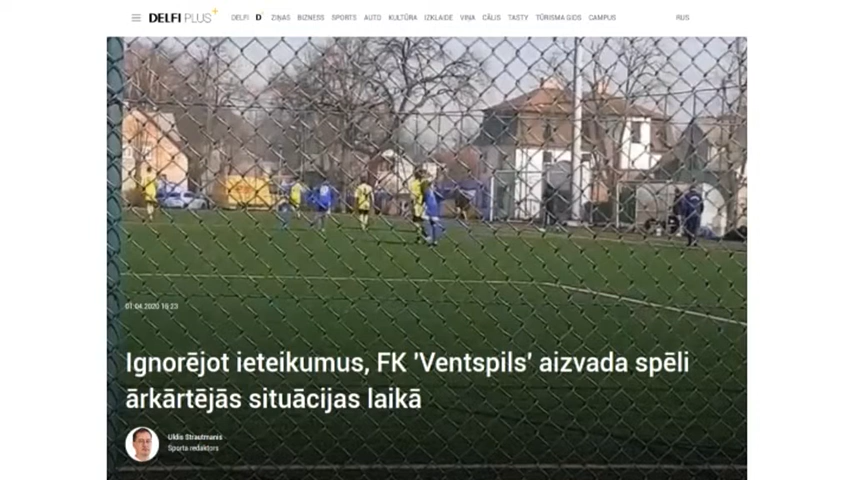 DELFI PLUS DELFI D ZIŅAS BIZNESS SPORTS AUTO KULTŪRA IZKLAIDE VIŅA CĀLIS TASTY TŪRISMA GIDS CAMPUS RUS
01.04.2020 16:23
Ignorējot ieteikumus, FK 'Ventspils' aizvada spēli
ārkārtējās situācijas laikā
Uldis Strautmanis
Sporta redaktors